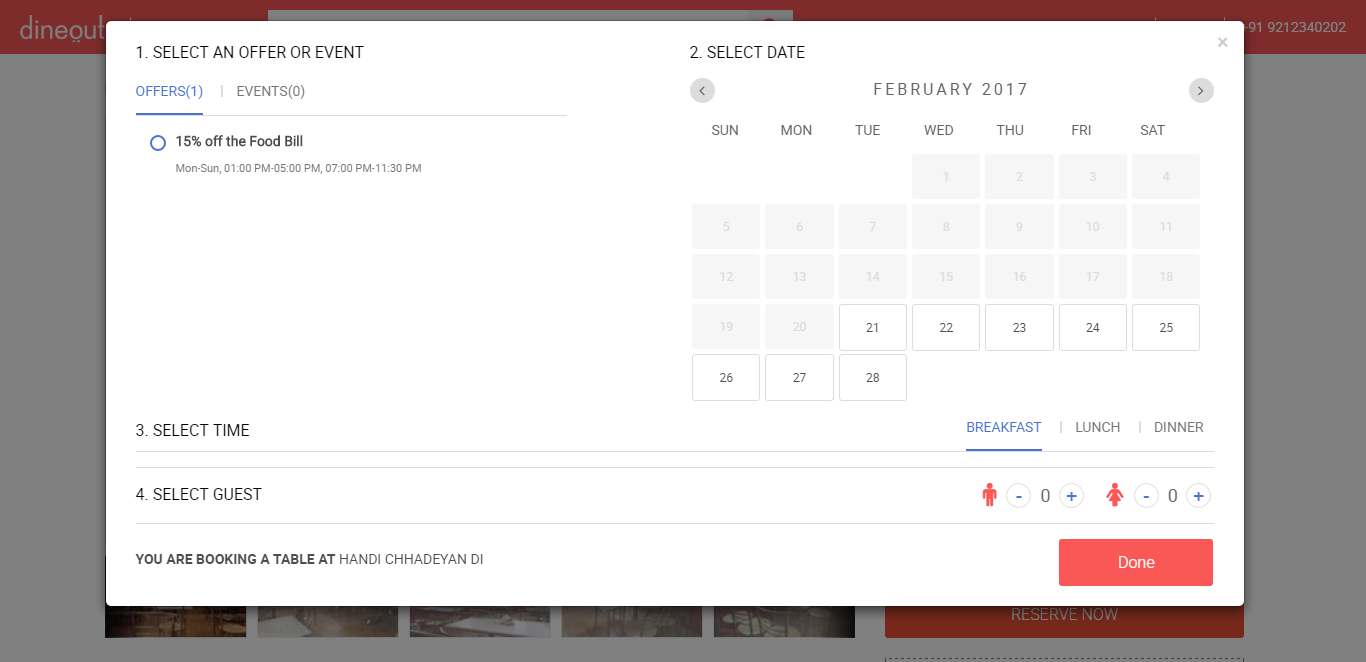 dineout
+91 9212340202
×
1. SELECT AN OFFER OR EVENT
OFFERS(1) | EVENTS(0)
15% off the Food Bill
Mon-Sun, 01:00 PM-05:00 PM, 07:00 PM-11:30 PM
2. SELECT DATE
FEBRUARY 2017
SUN MON TUE WED THU FRI SAT
1 2 3 4
5 6 7 8 9 10 11
12 13 14 15 16 17 18
19 20 21 22 23 24 25
26 27 28
3. SELECT TIME
BREAKFAST | LUNCH | DINNER
4. SELECT GUEST
- 0 + - 0 +
YOU ARE BOOKING A TABLE AT HANDI CHHADEYAN DI
Done
RESERVE NOW